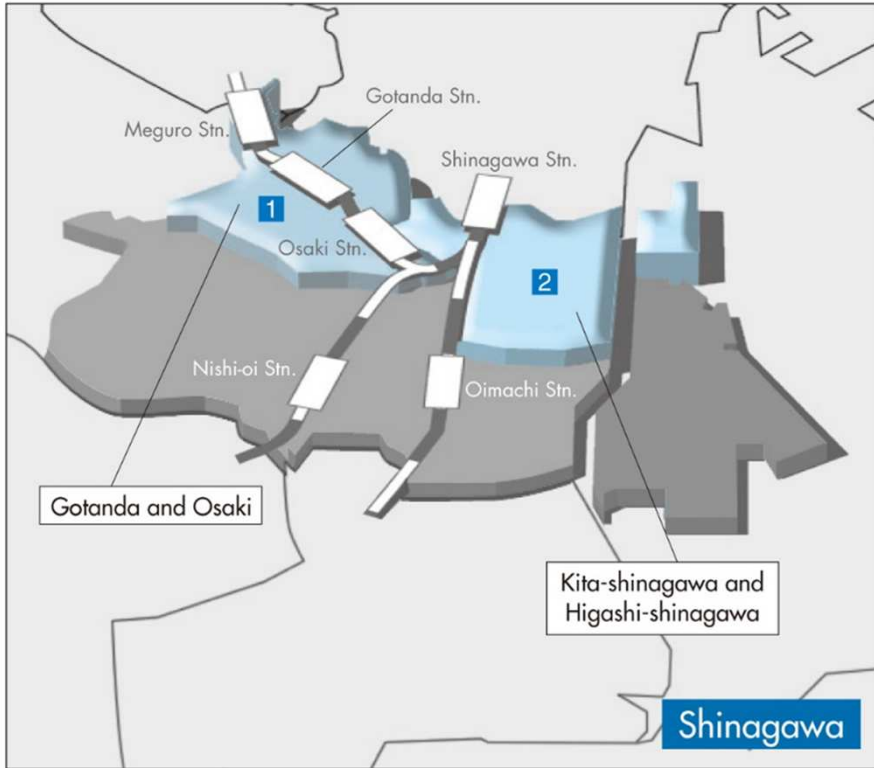 Gotanda Stn.
Meguro Stn.
Shinagawa Stn.
1
Osaki Stn.
2
Nishi-oi Stn.
Oimachi Stn.
Gotanda and Osaki
Kita-shinagawa and
Higashi-shinagawa
Shinagawa